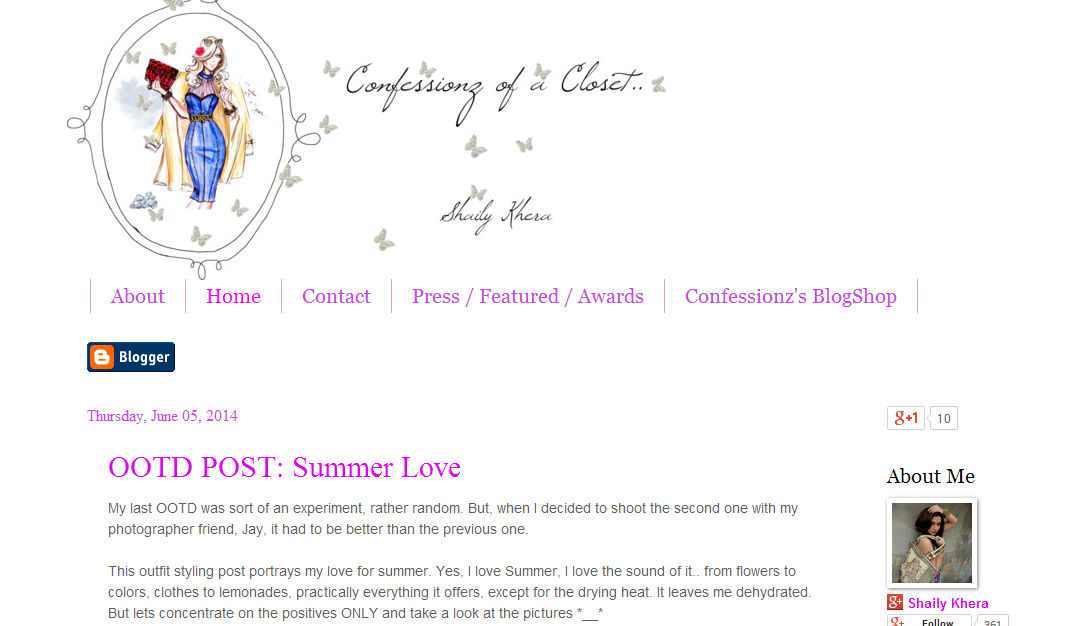 Confessionz of a Closet..
Shaily Khera
About
Home
Contact
Press / Featured / Awards
Confessionz's BlogShop
Blogger
Thursday, June 05, 2014
OOTD POST: Summer Love
My last OOTD was sort of an experiment, rather random. But, when I decided to shoot the second one with my
photographer friend, Jay, it had to be better than the previous one.
This outfit styling post portrays my love for summer. Yes, I love Summer, I love the sound of it.. from flowers to
colors, clothes to lemonades, practically everything it offers, except for the drying heat. It leaves me dehydrated.
But lets concentrate on the positives ONLY and take a look at the pictures *__*
g+1 10
About Me
g+ Shaily Khera
g+ Follow 361